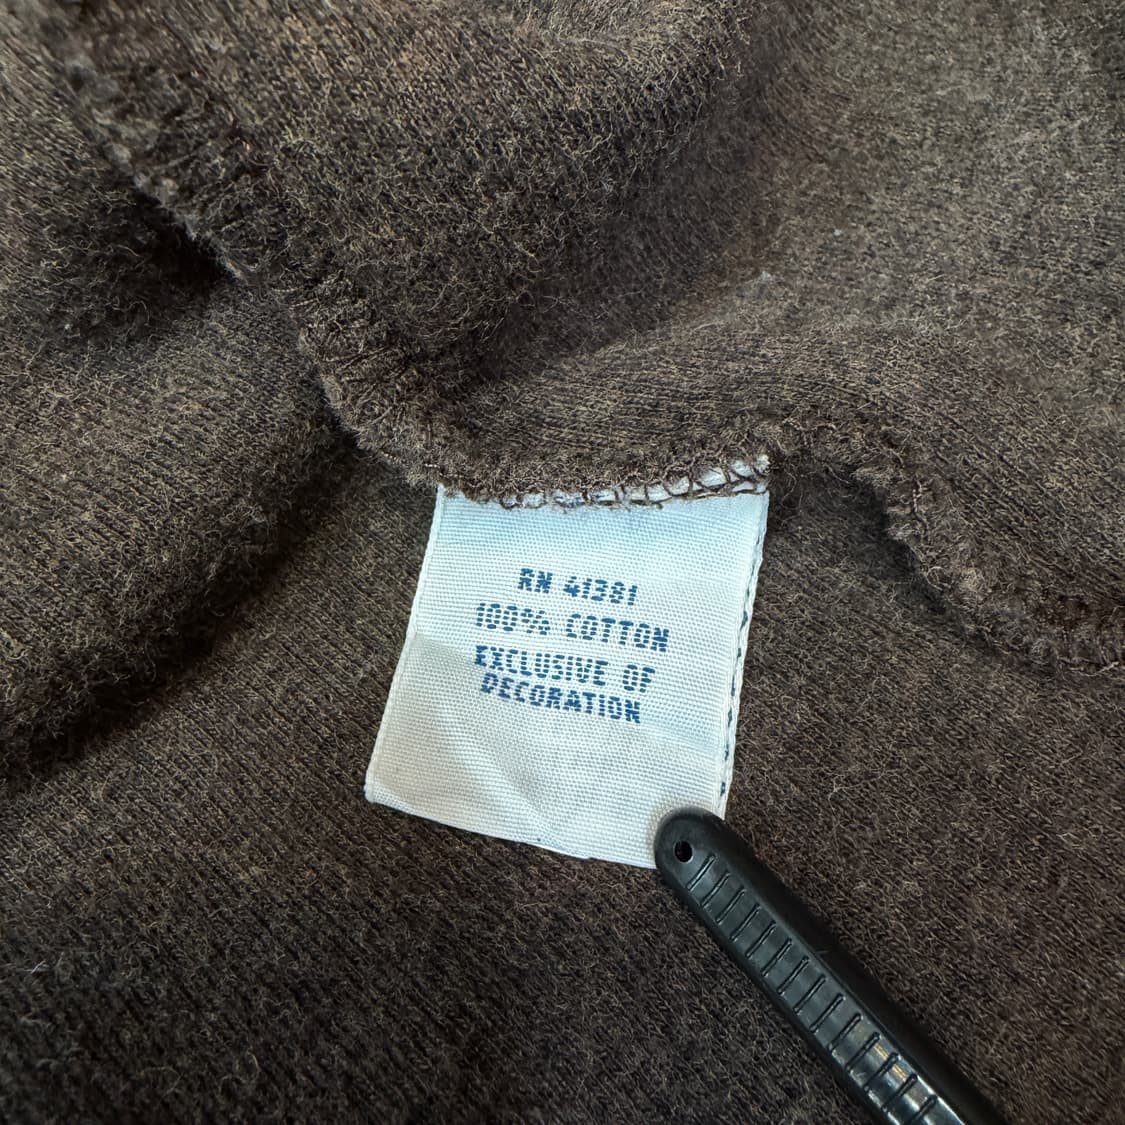 RN 41381
100% COTTON
EXCLUSIVE OF
DECORATION